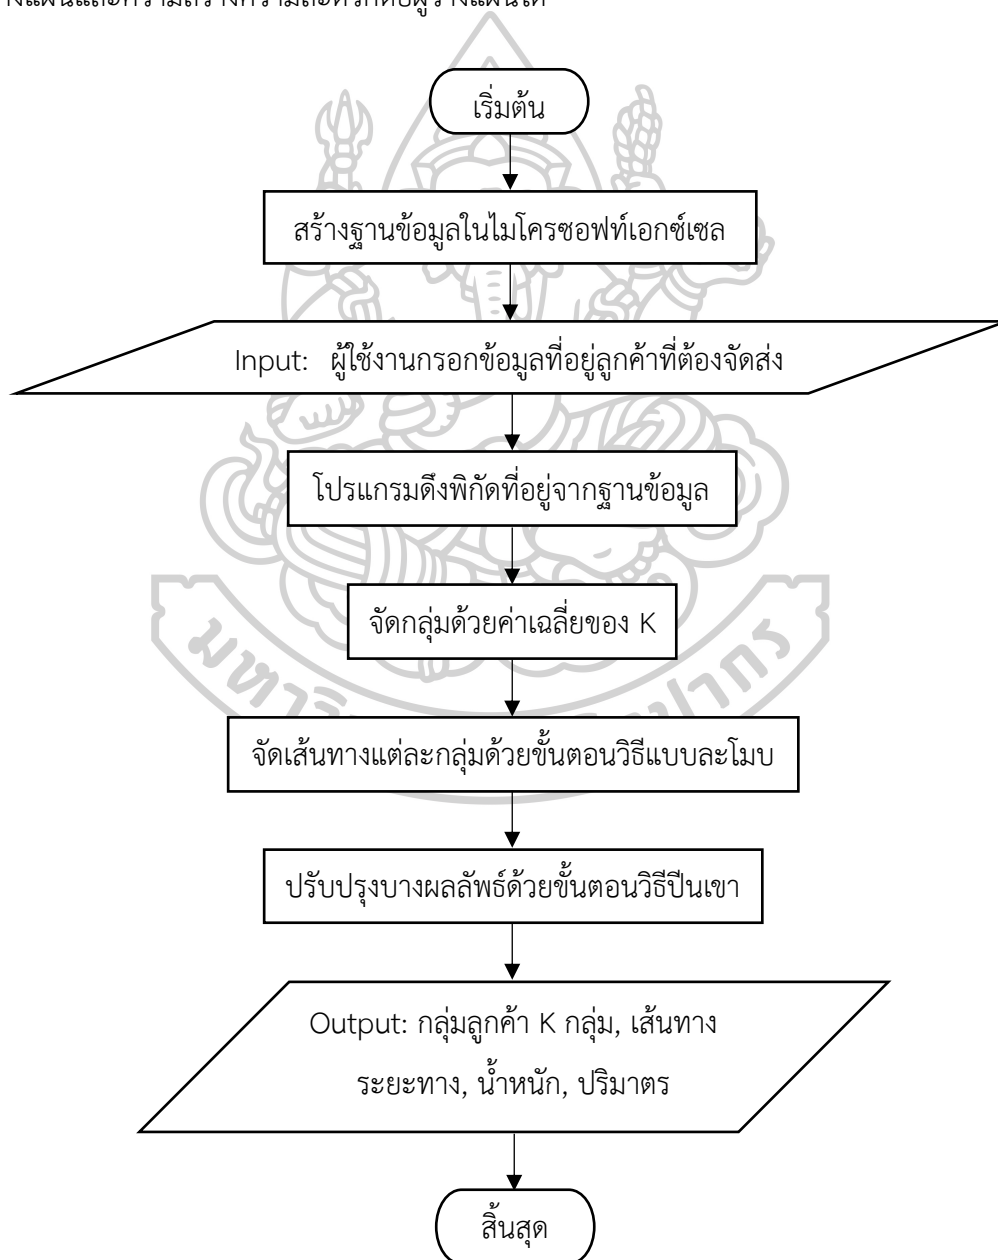 เริ่มต้น
สร้างฐานข้อมูลในไมโครซอฟท์เอกซ์เซล
Input: ผู้ใช้งานกรอกข้อมูลที่อยู่ลูกค้าที่ต้องจัดส่ง
โปรแกรมดึงพิกัดที่อยู่จากฐานข้อมูล
จัดกลุ่มด้วยค่าเฉลี่ยของ K
จัดเส้นทางแต่ละกลุ่มด้วยขั้นตอนวิธีแบบละโมบ
ปรับปรุงบางผลลัพธ์ด้วยขั้นตอนวิธีปีนเขา
Output: กลุ่มลูกค้า K กลุ่ม, เส้นทาง
ระยะทาง, น้ำหนัก, ปริมาตร
สิ้นสุด